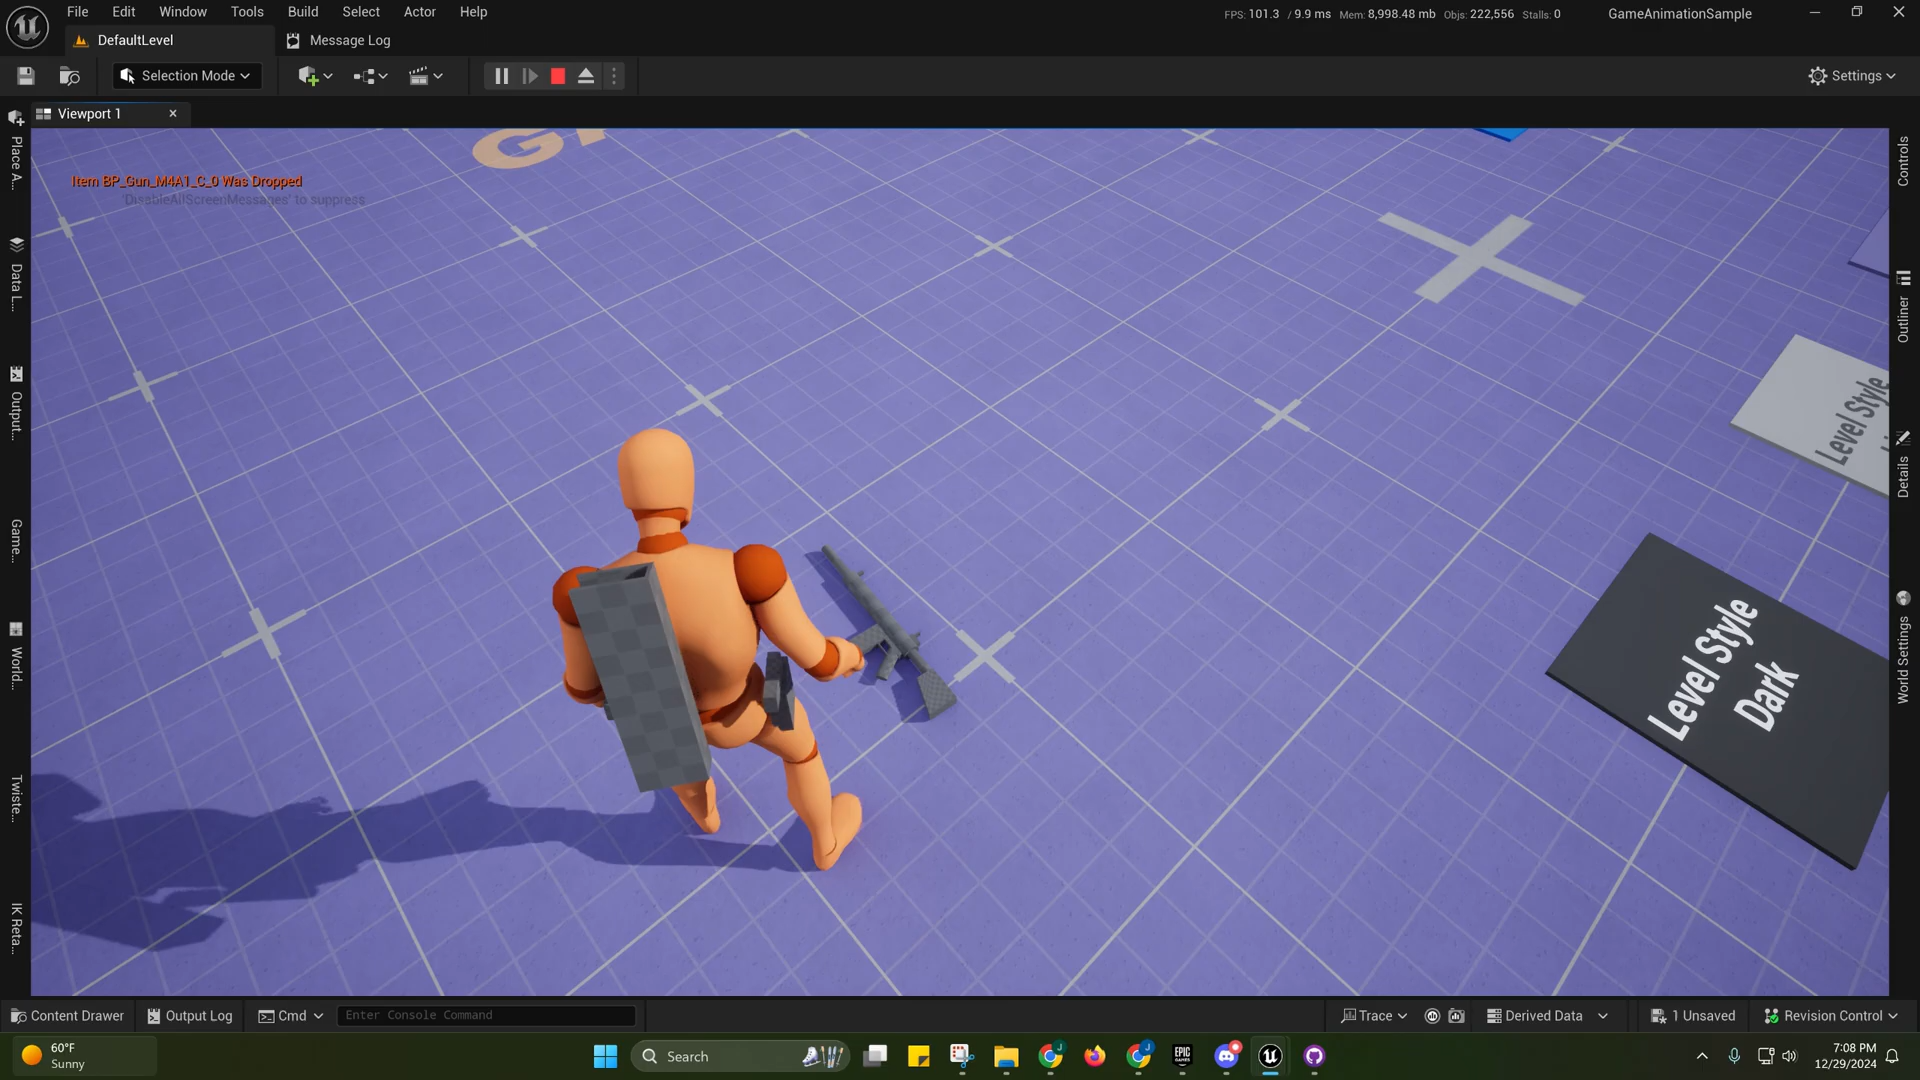 File Edit Window Tools Build Select Actor Help
FPS: 101.3 / 9.9 ms Mem: 8,998.48 mb Objs: 222,556 Stalls: 0
GameAnimationSample
DefaultLevel
Message Log
Selection Mode
Settings
Viewport 1
Place A...
Data L...
Output...
Game...
World...
Twiste...
IK Reta...
Item BP_Gun_M4A1_C_0 Was Dropped
'DisableAllScreenMessages' to suppress
Level Style
Level Style
Dark
Controls
Outliner
Details
World Settings
Content Drawer
Output Log
Cmd
Enter Console Command
Trace
Derived Data
1 Unsaved
Revision Control
60°F
Sunny
Search
EPIC
GAMES
7:08 PM
12/29/2024